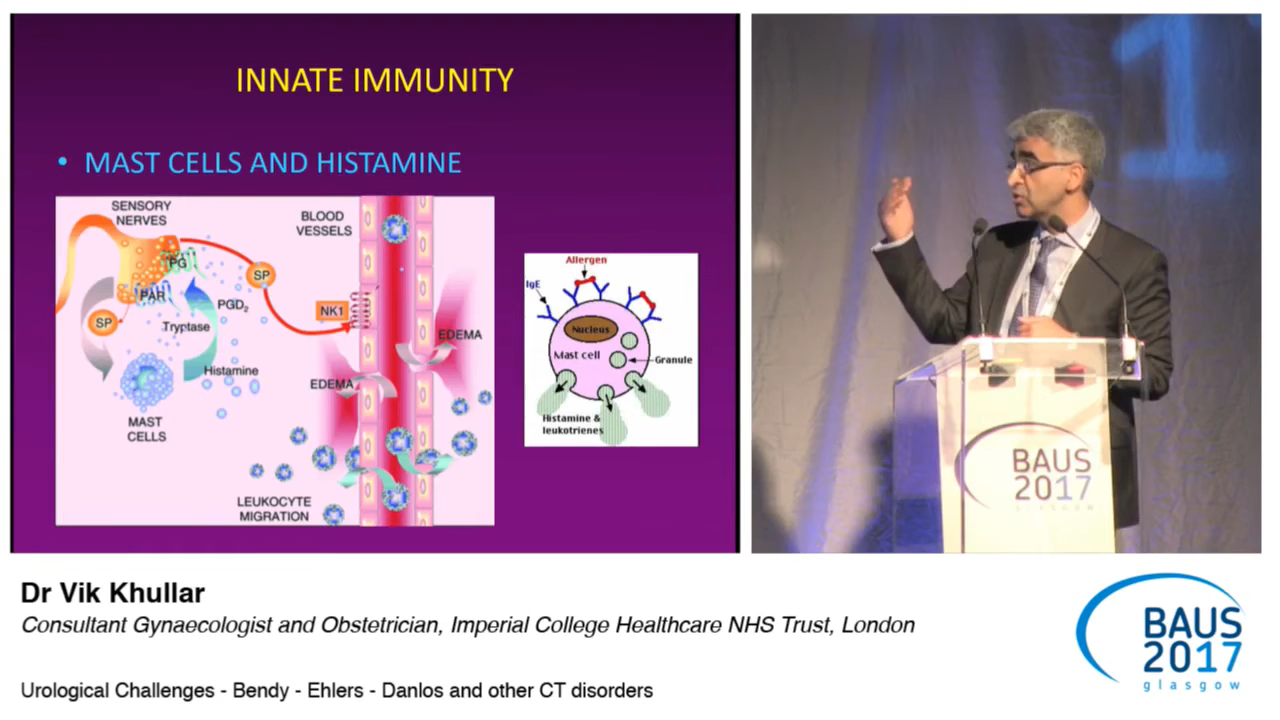 INNATE IMMUNITY
• MAST CELLS AND HISTAMINE
SENSORY
NERVES
BLOOD
VESSELS
PG
SP
PAR
PGD2
NK1
SP
Tryptase
EDEMA
Histamine
EDEMA
MAST
CELLS
LEUKOCYTE
MIGRATION
Allergen
IgE
Nucleus
Mast cell
Granule
Histamine &
leukotrienes
1
BAUS
2017
GLASGOW
Dr Vik Khullar
Consultant Gynaecologist and Obstetrician, Imperial College Healthcare NHS Trust, London
Urological Challenges - Bendy - Ehlers - Danlos and other CT disorders
BAUS
2017
glasgow